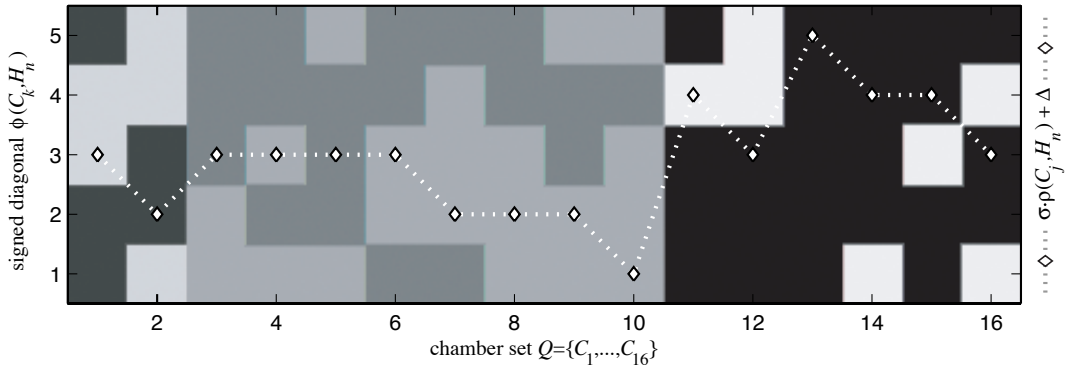 signed diagonal ϕ(C_k,H_n)
5
4
3
2
1
2 4 6 8 10 12 14 16
chamber set Q={C_1,...,C_16}
σ·ρ(C_j,H_n) + Δ